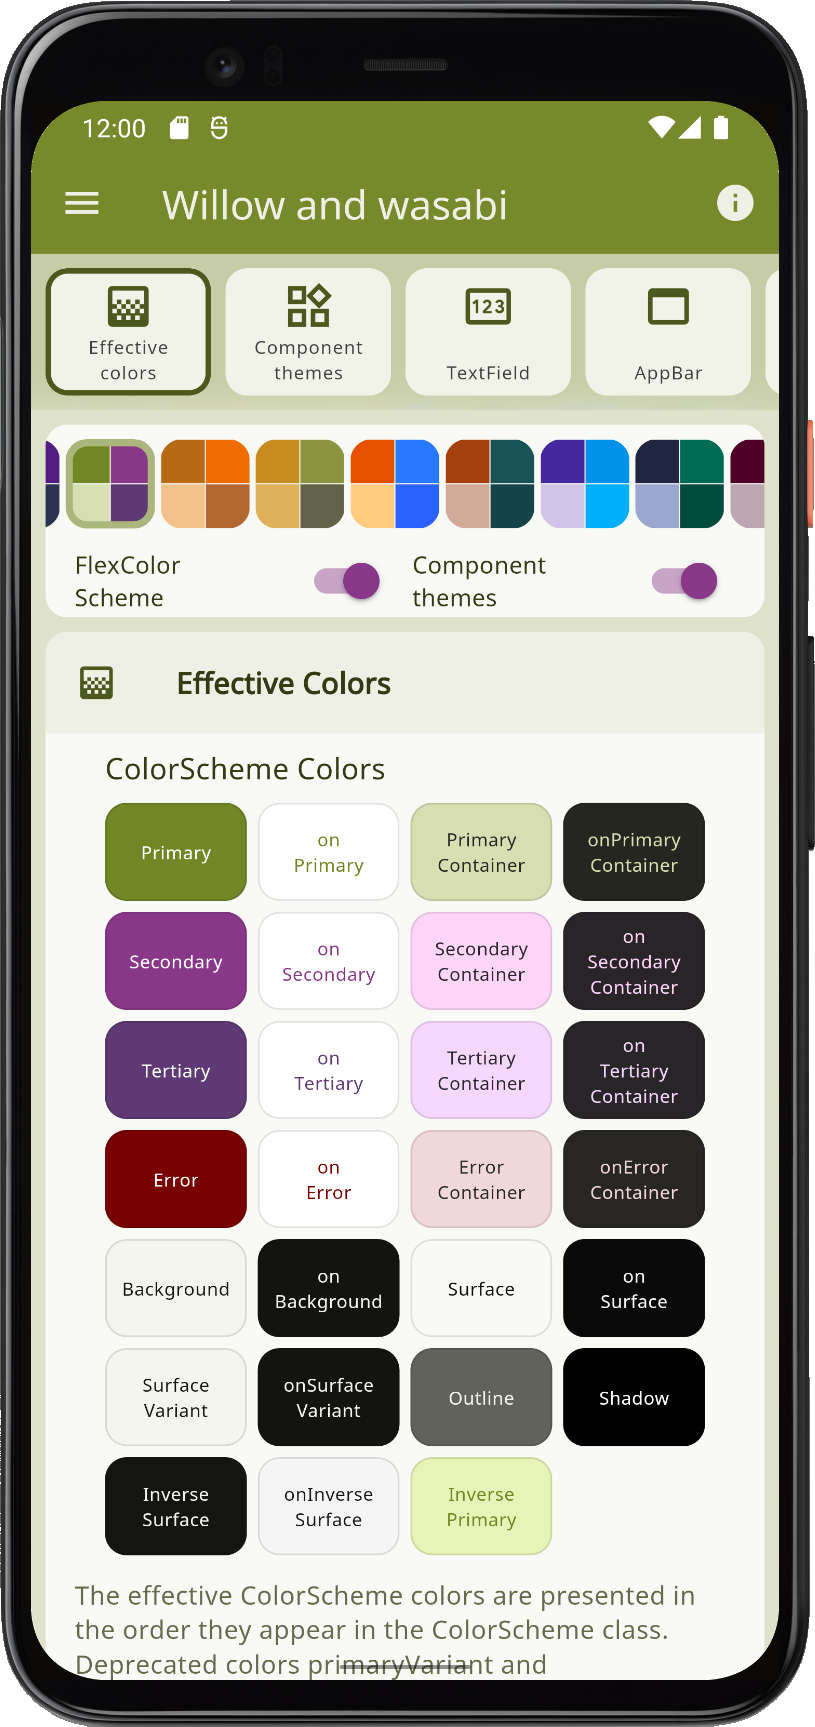 12:00
Willow and wasabi
Effective
colors
Component
themes
123
TextField
AppBar
FlexColor
Scheme
Component
themes
Effective Colors
ColorScheme Colors
Primary
on
Primary
Primary
Container
onPrimary
Container
Secondary
on
Secondary
Secondary
Container
on
Secondary
Container
Tertiary
on
Tertiary
Tertiary
Container
on
Tertiary
Container
Error
on
Error
Error
Container
onError
Container
Background
on
Background
Surface
on
Surface
Surface
Variant
onSurface
Variant
Outline
Shadow
Inverse
Surface
onInverse
Surface
Inverse
Primary
The effective ColorScheme colors are presented in
the order they appear in the ColorScheme class.
Deprecated colors primaryVariant and